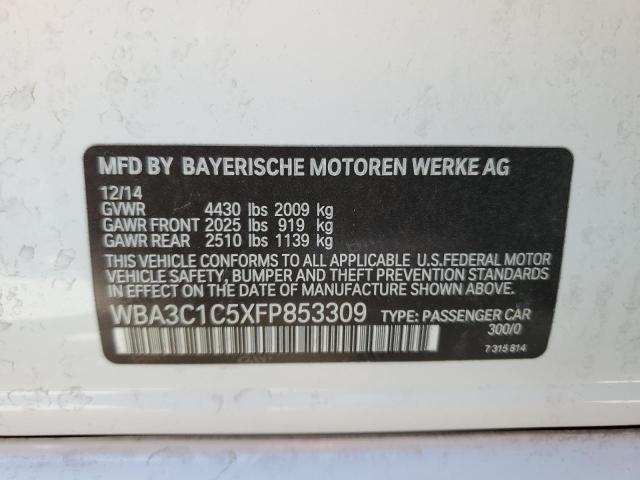 MFD BY BAYERISCHE MOTOREN WERKE AG
12/14
GVWR 4430 lbs 2009 kg
GAWR FRONT 2025 lbs 919 kg
GAWR REAR 2510 lbs 1139 kg
THIS VEHICLE CONFORMS TO ALL APPLICABLE U.S.FEDERAL MOTOR
VEHICLE SAFETY, BUMPER AND THEFT PREVENTION STANDARDS
IN EFFECT ON THE DATE OF MANUFACTURE SHOWN ABOVE.
WBA3C1C5XFP853309 TYPE: PASSENGER CAR
300/0
7 315 814